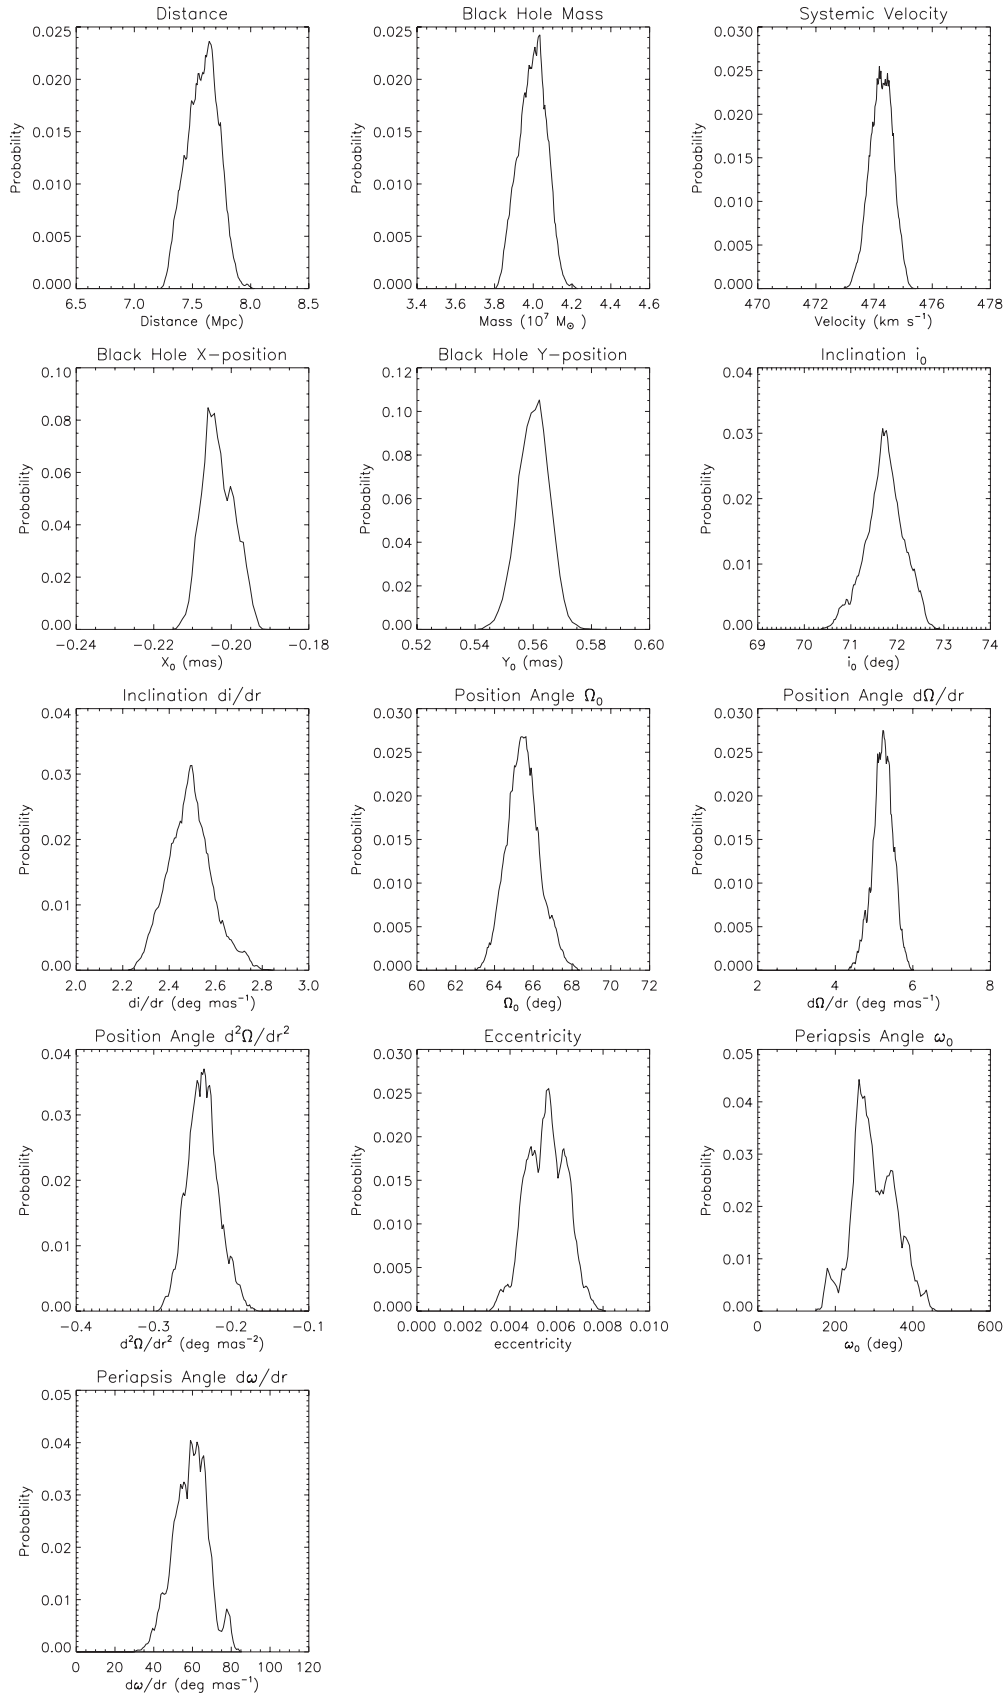 Distance
Probability
0.025
0.020
0.015
0.010
0.005
0.000
6.5 7.0 7.5 8.0 8.5
Distance (Mpc)
Black Hole Mass
Probability
0.025
0.020
0.015
0.010
0.005
0.000
3.4 3.6 3.8 4.0 4.2 4.4 4.6
Mass (10⁷ M☉)
Systemic Velocity
Probability
0.030
0.025
0.020
0.015
0.010
0.005
0.000
470 472 474 476 478
Velocity (km s⁻¹)
Black Hole X−position
Probability
0.10
0.08
0.06
0.04
0.02
0.00
−0.24 −0.22 −0.20 −0.18
X₀ (mas)
Black Hole Y−position
Probability
0.12
0.10
0.08
0.06
0.04
0.02
0.00
0.52 0.54 0.56 0.58 0.60
Y₀ (mas)
Inclination i₀
Probability
0.04
0.03
0.02
0.01
0.00
69 70 71 72 73 74
i₀ (deg)
Inclination di/dr
Probability
0.04
0.03
0.02
0.01
0.00
2.0 2.2 2.4 2.6 2.8 3.0
di/dr (deg mas⁻¹)
Position Angle Ω₀
Probability
0.030
0.025
0.020
0.015
0.010
0.005
0.000
60 62 64 66 68 70 72
Ω₀ (deg)
Position Angle dΩ/dr
Probability
0.030
0.025
0.020
0.015
0.010
0.005
0.000
2 4 6 8
dΩ/dr (deg mas⁻¹)
Position Angle d²Ω/dr²
Probability
0.04
0.03
0.02
0.01
0.00
−0.4 −0.3 −0.2 −0.1
d²Ω/dr² (deg mas⁻²)
Eccentricity
Probability
0.030
0.025
0.020
0.015
0.010
0.005
0.000
0.000 0.002 0.004 0.006 0.008 0.010
eccentricity
Periapsis Angle ω₀
Probability
0.05
0.04
0.03
0.02
0.01
0.00
0 200 400 600
ω₀ (deg)
Periapsis Angle dω/dr
Probability
0.05
0.04
0.03
0.02
0.01
0.00
0 20 40 60 80 100 120
dω/dr (deg mas⁻¹)